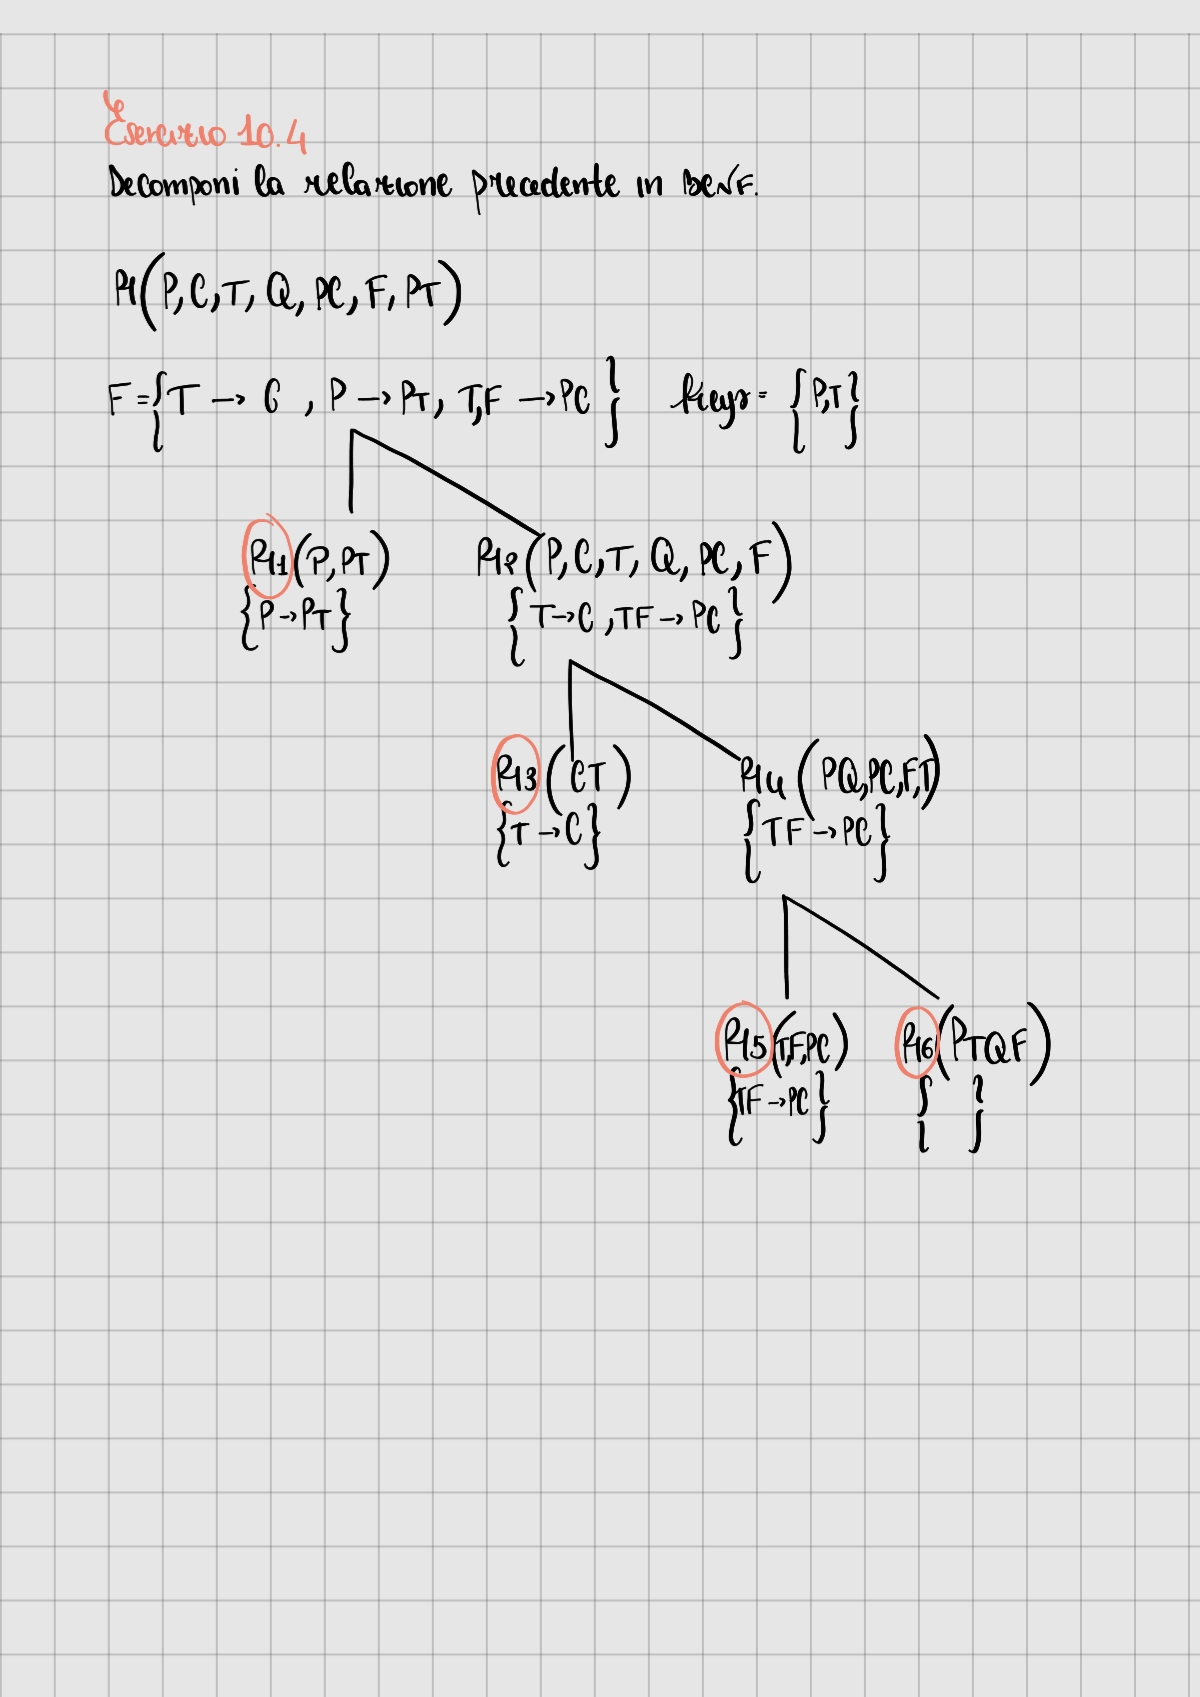 Esercizio 10.4
Decomponi la relazione precedente in BCNF.
R1(P,C,T, Q, PC, F, PT)
F={T → C , P → PT, T,F → PC} keys= {P,T}
R11(P,PT) R12(P,C,T, Q, PC, F)
{P→PT} {T→C ,TF → PC}
R13(CT) R14(PQ,PC,F,T)
{T→C} {TF → PC}
R15(T,F,PC) R16(PTQF)
{TF→PC} { }